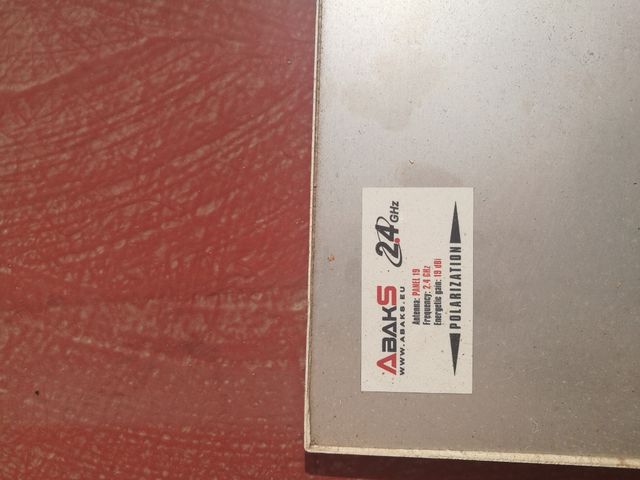 ABAKS
WWW.ABAKS.EU
2.4 GHz
Antenna: PANEL 19
Frequency: 2.4 GHz
Energetic gain: 19 dBi
POLARIZATION